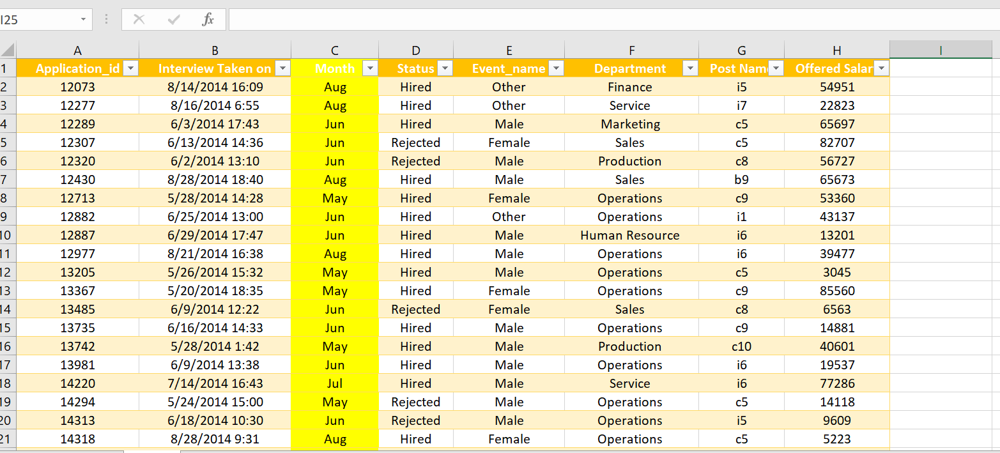 I25 fx
A B C D E F G H I
1 Application_id Interview Taken on Month Status Event_name Department Post Nam Offered Salar
2 12073 8/14/2014 16:09 Aug Hired Other Finance i5 54951
3 12277 8/16/2014 6:55 Aug Hired Other Service i7 22823
4 12289 6/3/2014 17:43 Jun Hired Male Marketing c5 65697
5 12307 6/13/2014 14:36 Jun Rejected Female Sales c5 82707
6 12320 6/2/2014 13:10 Jun Rejected Male Production c8 56727
7 12430 8/28/2014 18:40 Aug Hired Male Sales b9 65673
8 12713 5/28/2014 14:28 May Hired Female Operations c9 53360
9 12882 6/25/2014 13:00 Jun Hired Other Operations i1 43137
10 12887 6/29/2014 17:47 Jun Hired Male Human Resource i6 13201
11 12977 8/21/2014 16:38 Aug Hired Male Operations i6 39477
12 13205 5/26/2014 15:32 May Hired Male Operations c5 3045
13 13367 5/20/2014 18:35 May Hired Female Operations c9 85560
14 13485 6/9/2014 12:22 Jun Rejected Female Sales c8 6563
15 13735 6/16/2014 14:33 Jun Hired Male Operations c9 14881
16 13742 5/28/2014 1:42 May Hired Male Production c10 40601
17 13981 6/9/2014 13:38 Jun Hired Male Operations i6 19537
18 14220 7/14/2014 16:43 Jul Hired Male Service i6 77286
19 14294 5/24/2014 15:00 May Rejected Male Operations c5 14118
20 14313 6/18/2014 10:30 Jun Rejected Male Operations i5 9609
21 14318 8/28/2014 9:31 Aug Hired Female Operations c5 5223